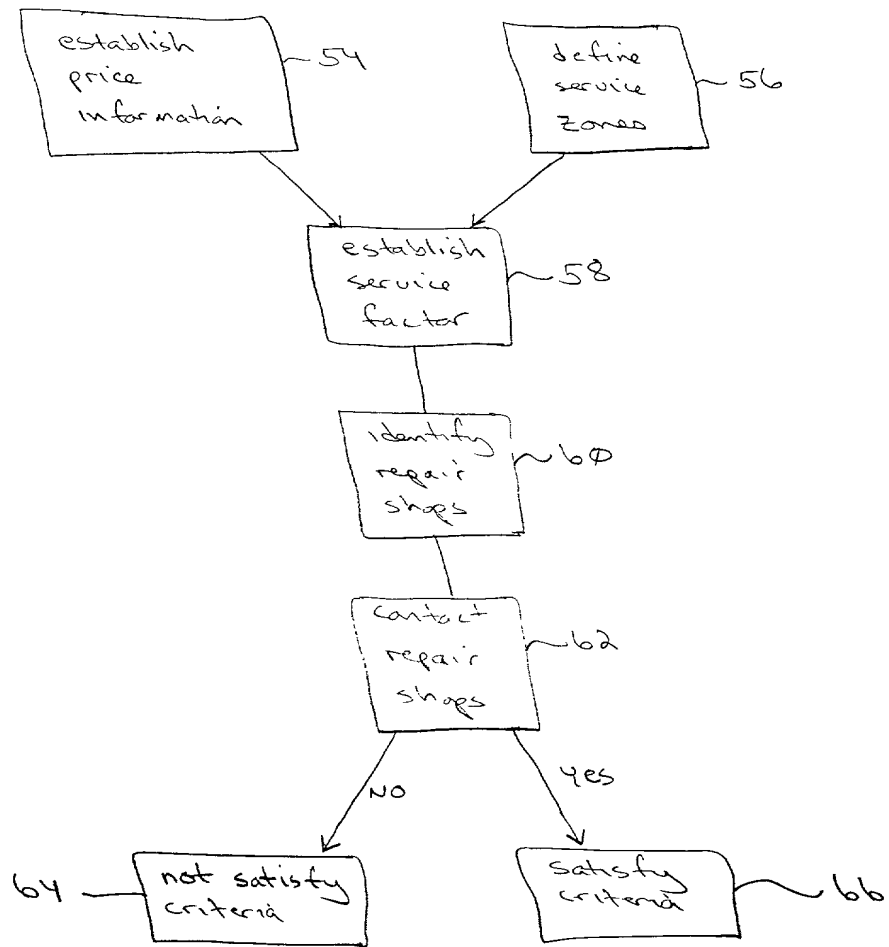 establish
price
information
54
define
service
zones
56
establish
service
factor
58
identify
repair
shops
60
contact
repair
shops
62
NO
yes
64
not satisfy
criteria
satisfy
criteria
66